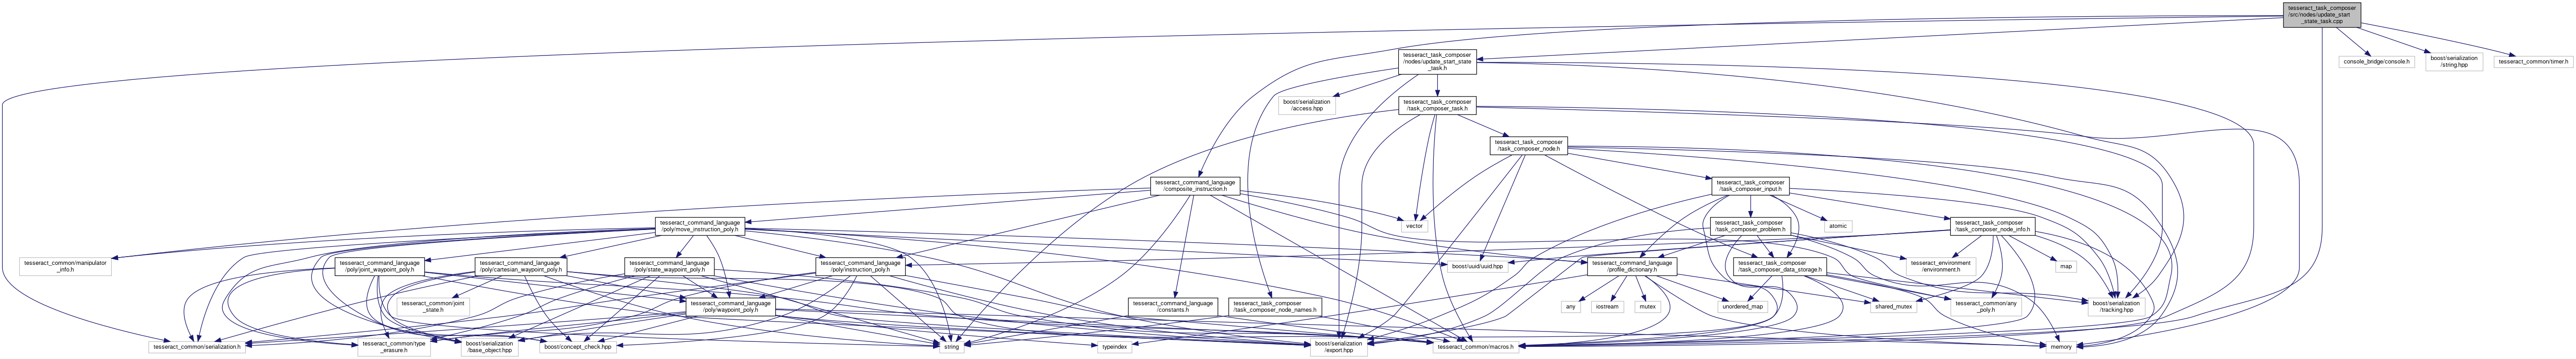 tesseract_task_composer
/src/nodes/update_start
_state_task.cpp
tesseract_task_composer
/nodes/update_start_state
_task.h
console_bridge/console.h
boost/serialization
/string.hpp
tesseract_common/timer.h
boost/serialization
/access.hpp
tesseract_task_composer
/task_composer_task.h
tesseract_task_composer
/task_composer_node.h
tesseract_command_language
/composite_instruction.h
tesseract_task_composer
/task_composer_input.h
tesseract_command_language
/poly/move_instruction_poly.h
vector
tesseract_task_composer
/task_composer_problem.h
atomic
tesseract_task_composer
/task_composer_node_info.h
tesseract_common/manipulator
_info.h
tesseract_command_language
/poly/joint_waypoint_poly.h
tesseract_command_language
/poly/cartesian_waypoint_poly.h
tesseract_command_language
/poly/state_waypoint_poly.h
tesseract_command_language
/poly/instruction_poly.h
boost/uuid/uuid.hpp
tesseract_command_language
/profile_dictionary.h
tesseract_task_composer
/task_composer_data_storage.h
tesseract_environment
/environment.h
map
tesseract_common/joint
_state.h
tesseract_command_language
/poly/waypoint_poly.h
tesseract_command_language
/constants.h
tesseract_task_composer
/task_composer_node_names.h
any
iostream
mutex
unordered_map
shared_mutex
tesseract_common/any
_poly.h
boost/serialization
/tracking.hpp
tesseract_common/serialization.h
tesseract_common/type
_erasure.h
boost/serialization
/base_object.hpp
boost/concept_check.hpp
string
typeindex
boost/serialization
/export.hpp
tesseract_common/macros.h
memory